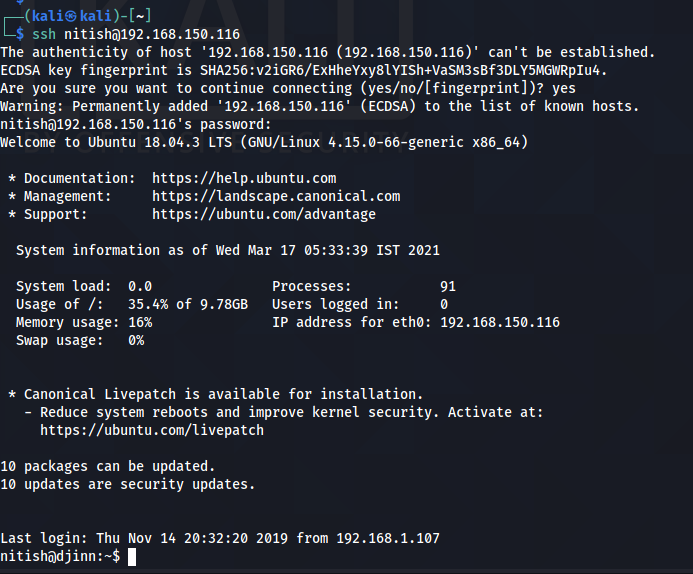 (kali㉿kali)-[~]
$ ssh nitish@192.168.150.116
The authenticity of host '192.168.150.116 (192.168.150.116)' can't be established.
ECDSA key fingerprint is SHA256:v2iGR6/ExHheYxy8lYISh+VaSM3sBf3DLY5MGWRpIu4.
Are you sure you want to continue connecting (yes/no/[fingerprint])? yes
Warning: Permanently added '192.168.150.116' (ECDSA) to the list of known hosts.
nitish@192.168.150.116's password:
Welcome to Ubuntu 18.04.3 LTS (GNU/Linux 4.15.0-66-generic x86_64)
* Documentation:  https://help.ubuntu.com
* Management:     https://landscape.canonical.com
* Support:        https://ubuntu.com/advantage
System information as of Wed Mar 17 05:33:39 IST 2021
System load:  0.0               Processes:           91
Usage of /:   35.4% of 9.78GB   Users logged in:     0
Memory usage: 16%               IP address for eth0: 192.168.150.116
Swap usage:   0%
* Canonical Livepatch is available for installation.
- Reduce system reboots and improve kernel security. Activate at:
https://ubuntu.com/livepatch
10 packages can be updated.
10 updates are security updates.
Last login: Thu Nov 14 20:32:20 2019 from 192.168.1.107
nitish@djinn:~$